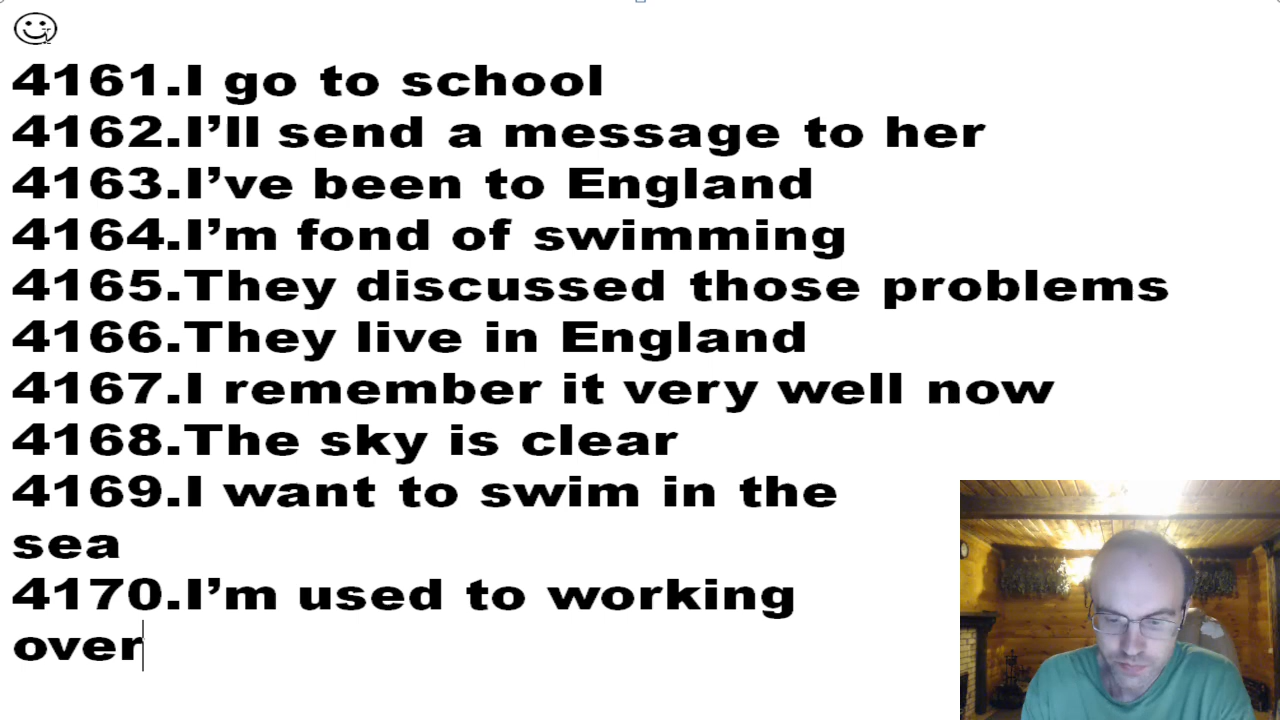 4161.I go to school
4162.I’ll send a message to her
4163.I’ve been to England
4164.I’m fond of swimming
4165.They discussed those problems
4166.They live in England
4167.I remember it very well now
4168.The sky is clear
4169.I want to swim in the
sea
4170.I’m used to working
over